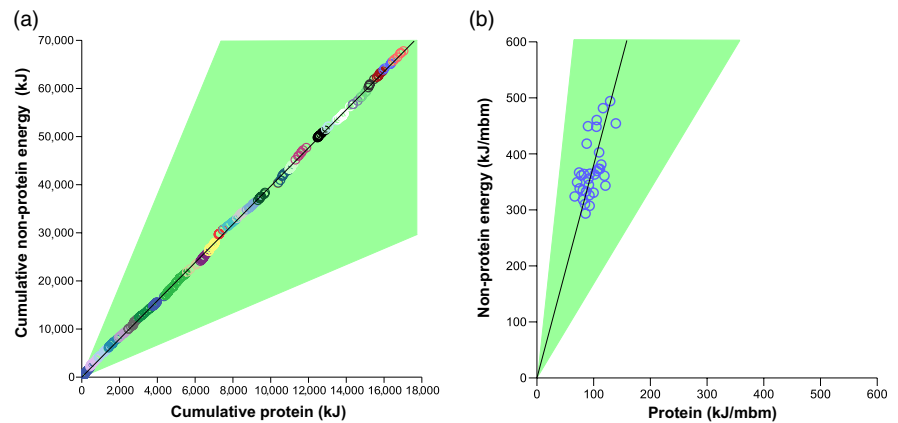 (a)
70,000
60,000
50,000
40,000
30,000
20,000
10,000
0
Cumulative non-protein energy (kJ)
0 2,000 4,000 6,000 8,000 10,000 12,000 14,000 16,000 18,000
Cumulative protein (kJ)
(b)
600
500
400
300
200
100
0
Non-protein energy (kJ/mbm)
0 100 200 300 400 500 600
Protein (kJ/mbm)